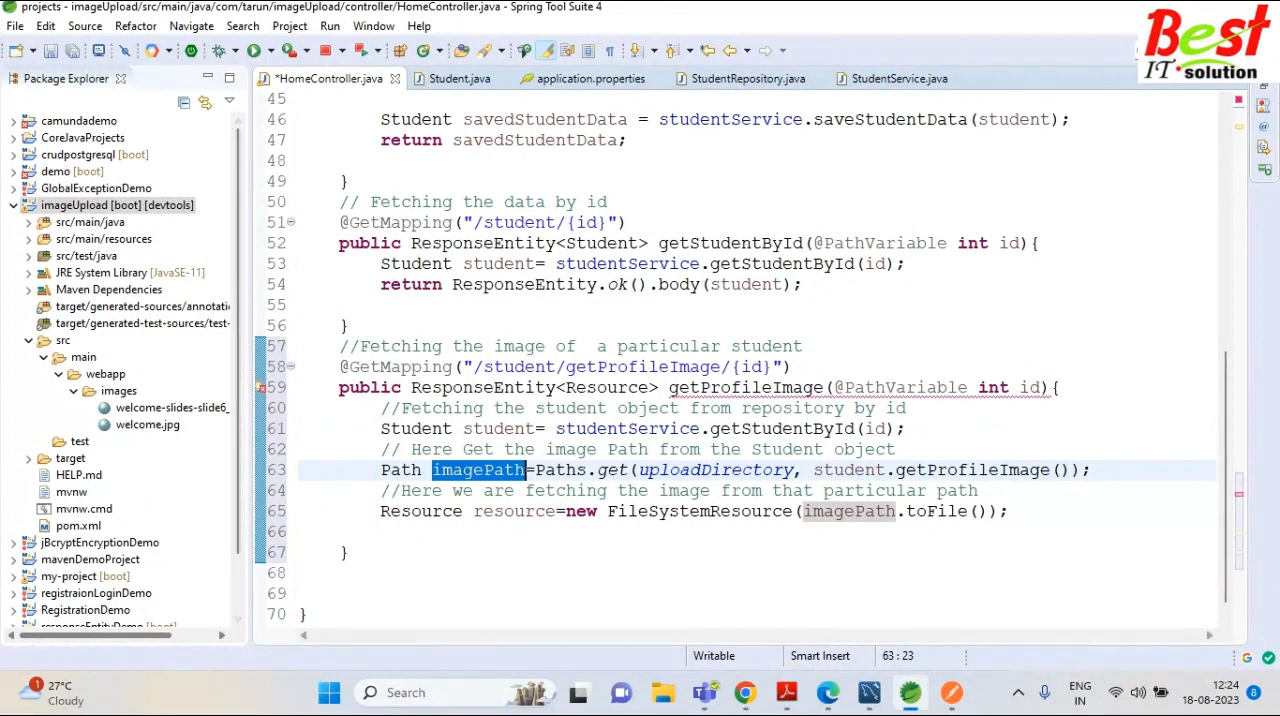 projects - imageUpload/src/main/java/com/tarun/imageUpload/controller/HomeController.java - Spring Tool Suite 4
Best
IT solution
File Edit Source Refactor Navigate Search Project Run Window Help
Package Explorer
*HomeController.java
Student.java
application.properties
StudentRepository.java
StudentService.java
camundademo
CoreJavaProjects
crudpostgresql [boot]
demo [boot]
GlobalExceptionDemo
imageUpload [boot] [devtools]
src/main/java
src/main/resources
src/test/java
JRE System Library [JavaSE-11]
Maven Dependencies
target/generated-sources/annotatio
target/generated-test-sources/test-
src
main
webapp
images
welcome-slides-slide6_
welcome.jpg
test
target
HELP.md
mvnw
mvnw.cmd
pom.xml
jBcryptEncryptionDemo
mavenDemoProject
my-project [boot]
registraionLoginDemo
RegistrationDemo
responseEntityDemo
45
46 Student savedStudentData = studentService.saveStudentData(student);
47 return savedStudentData;
48
49 }
50 // Fetching the data by id
51 @GetMapping("/student/{id}")
52 public ResponseEntity<Student> getStudentById(@PathVariable int id){
53 Student student= studentService.getStudentById(id);
54 return ResponseEntity.ok().body(student);
55
56 }
57 //Fetching the image of  a particular student
58 @GetMapping("/student/getProfileImage/{id}")
59 public ResponseEntity<Resource> getProfileImage(@PathVariable int id){
60 //Fetching the student object from repository by id
61 Student student= studentService.getStudentById(id);
62 // Here Get the image Path from the Student object
63 Path imagePath=Paths.get(uploadDirectory, student.getProfileImage());
64 //Here we are fetching the image from that particular path
65 Resource resource=new FileSystemResource(imagePath.toFile());
66
67 }
68
69
70 }
Writable Smart Insert 63 : 23
1
27°C
Cloudy
Search
ENG
IN
12:24
18-08-2023
8